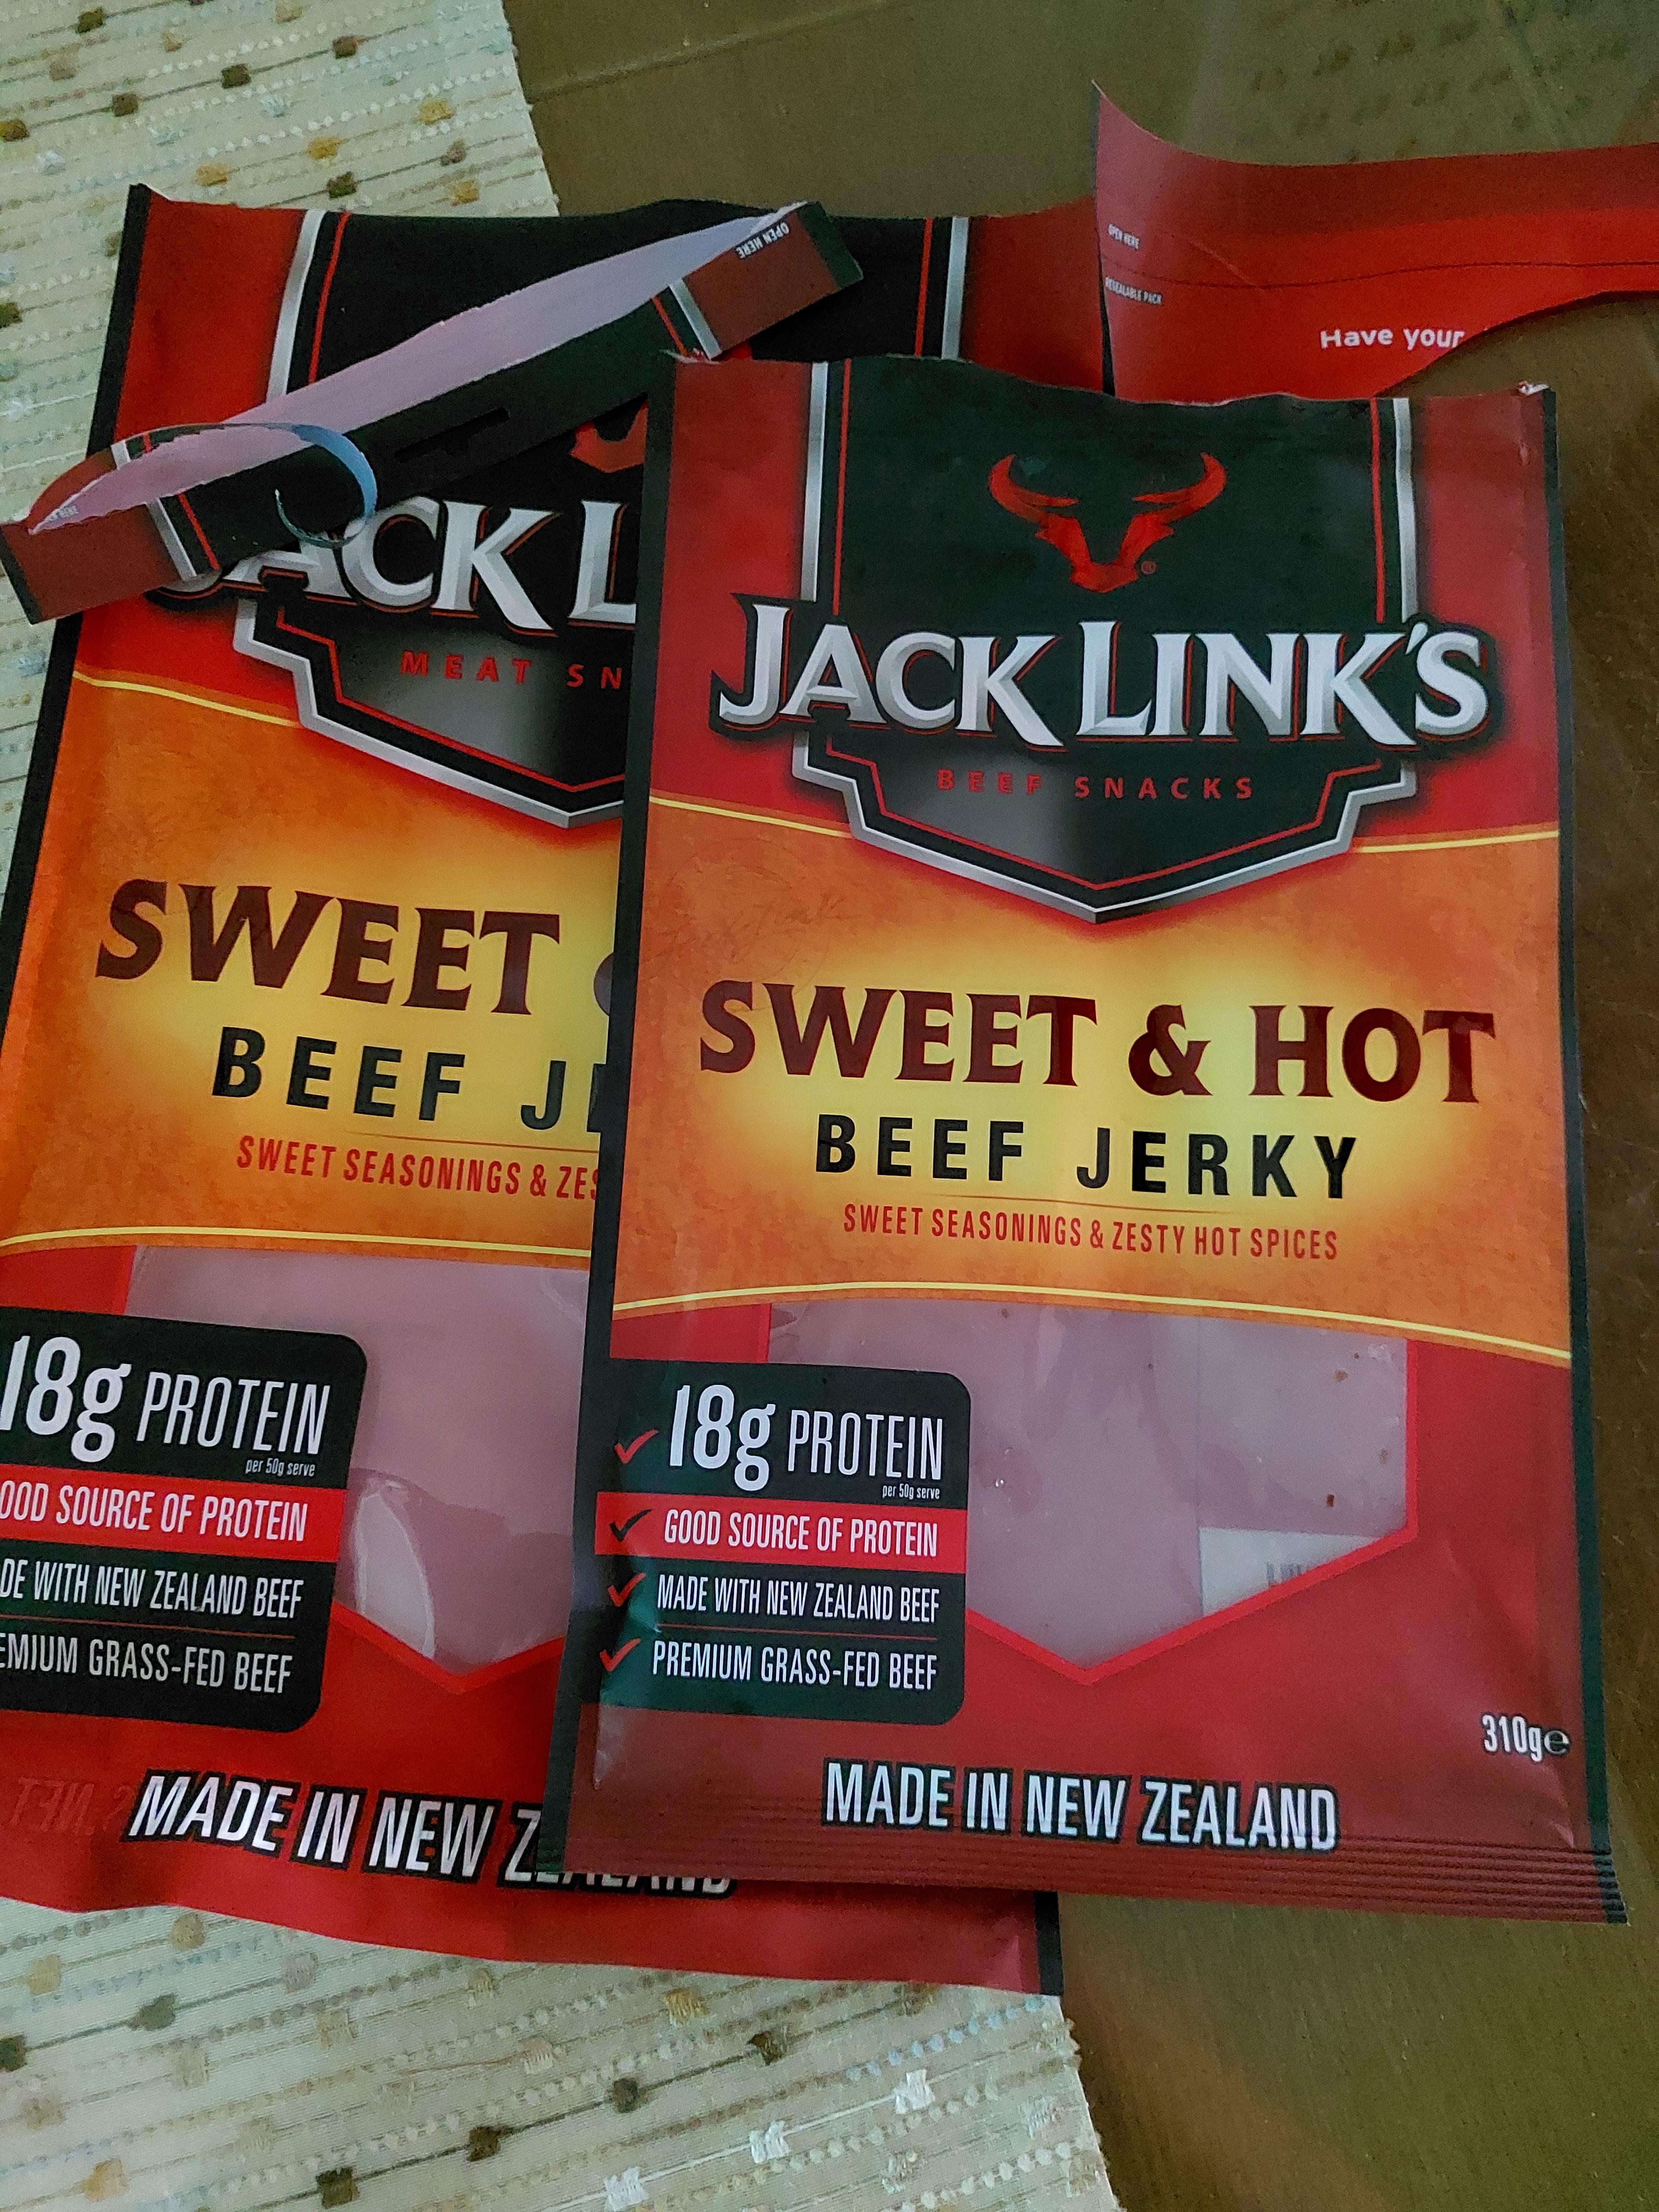 OPEN HERE
OPEN HERE
RESEALABLE PACK
Have your
JACK L
MEAT SN
SWEET
BEEF J
SWEET SEASONINGS & ZES
18g PROTEIN
per 50g serve
OOD SOURCE OF PROTEIN
DE WITH NEW ZEALAND BEEF
EMIUM GRASS-FED BEEF
MADE IN NEW ZEALAND
JACK LINK'S
®
BEEF SNACKS
SWEET & HOT
BEEF JERKY
SWEET SEASONINGS & ZESTY HOT SPICES
18g PROTEIN
per 50g serve
GOOD SOURCE OF PROTEIN
MADE WITH NEW ZEALAND BEEF
PREMIUM GRASS-FED BEEF
310g℮
MADE IN NEW ZEALAND